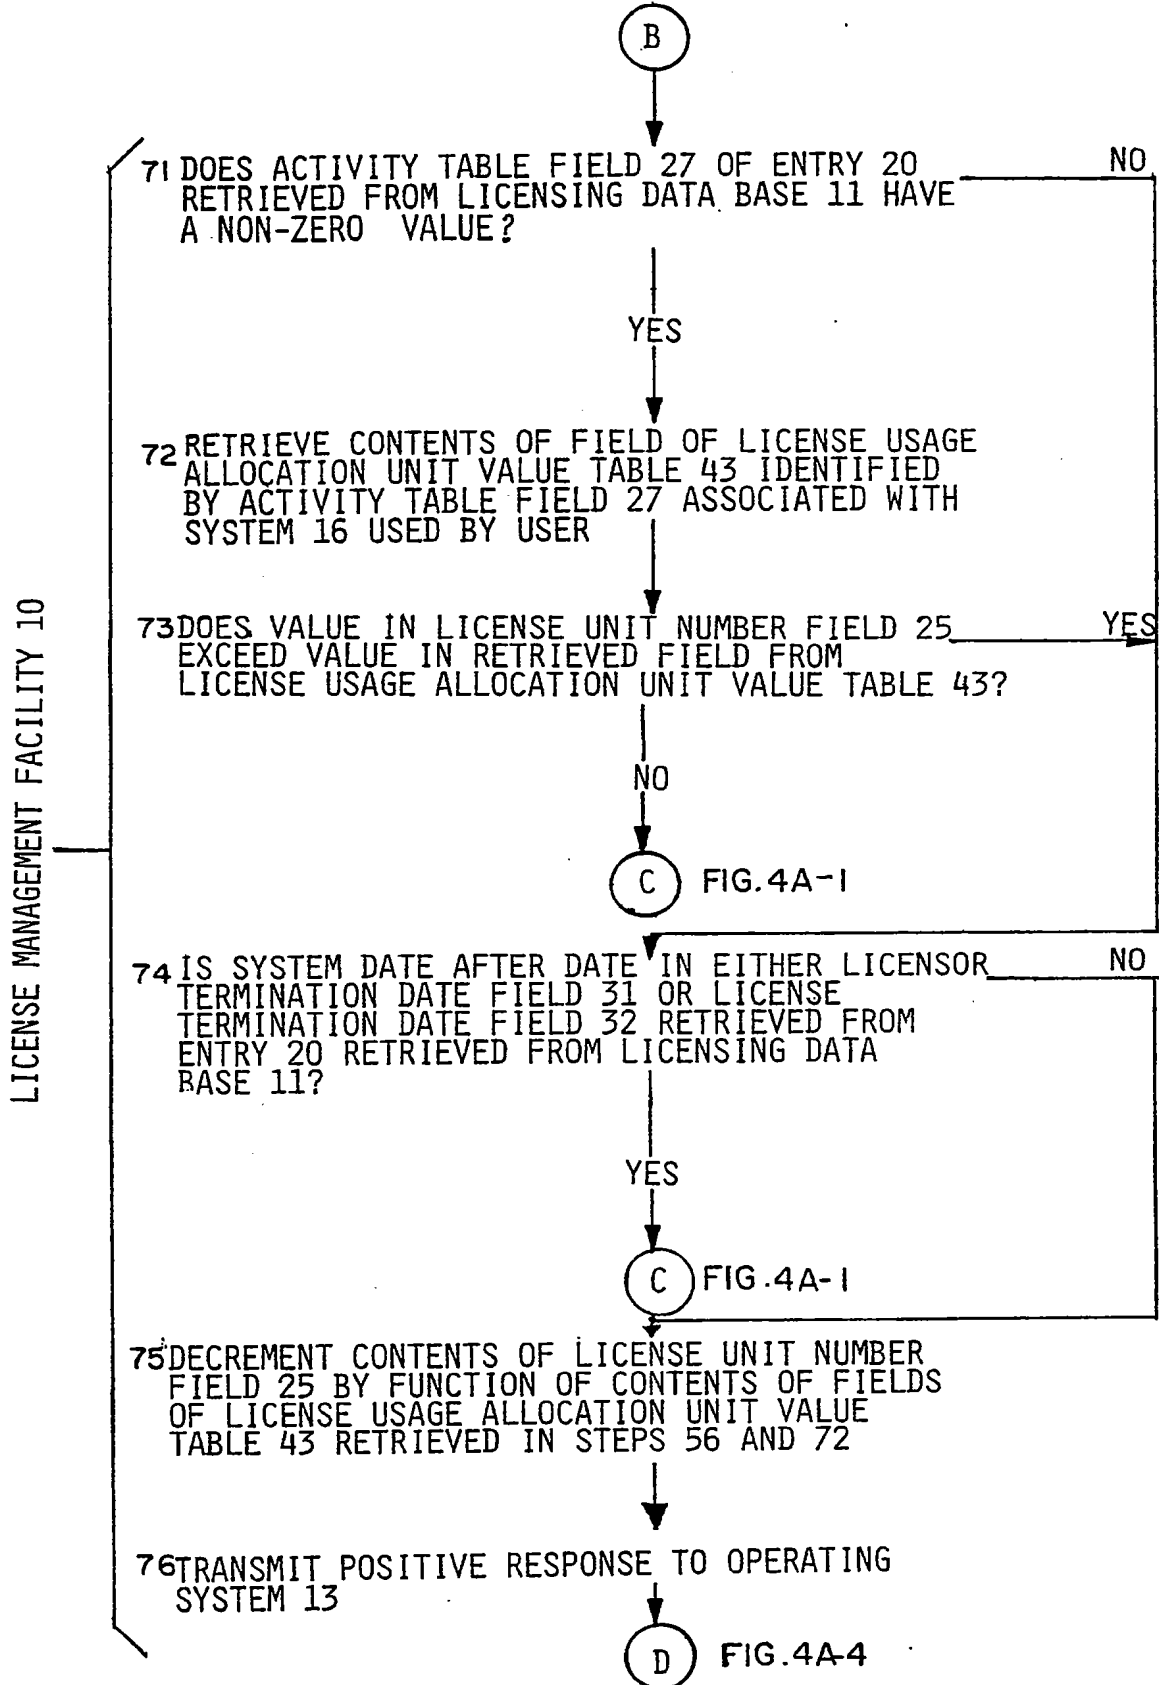 B
71 DOES ACTIVITY TABLE FIELD 27 OF ENTRY 20
RETRIEVED FROM LICENSING DATA BASE 11 HAVE
A NON-ZERO VALUE?
NO
YES
72 RETRIEVE CONTENTS OF FIELD OF LICENSE USAGE
ALLOCATION UNIT VALUE TABLE 43 IDENTIFIED
BY ACTIVITY TABLE FIELD 27 ASSOCIATED WITH
SYSTEM 16 USED BY USER
73 DOES VALUE IN LICENSE UNIT NUMBER FIELD 25
EXCEED VALUE IN RETRIEVED FIELD FROM
LICENSE USAGE ALLOCATION UNIT VALUE TABLE 43?
YES
NO
C FIG.4A-1
LICENSE MANAGEMENT FACILITY 10
74 IS SYSTEM DATE AFTER DATE IN EITHER LICENSOR
TERMINATION DATE FIELD 31 OR LICENSE
TERMINATION DATE FIELD 32 RETRIEVED FROM
ENTRY 20 RETRIEVED FROM LICENSING DATA
BASE 11?
NO
YES
C FIG.4A-1
75 DECREMENT CONTENTS OF LICENSE UNIT NUMBER
FIELD 25 BY FUNCTION OF CONTENTS OF FIELDS
OF LICENSE USAGE ALLOCATION UNIT VALUE
TABLE 43 RETRIEVED IN STEPS 56 AND 72
76 TRANSMIT POSITIVE RESPONSE TO OPERATING
SYSTEM 13
D FIG.4A-4